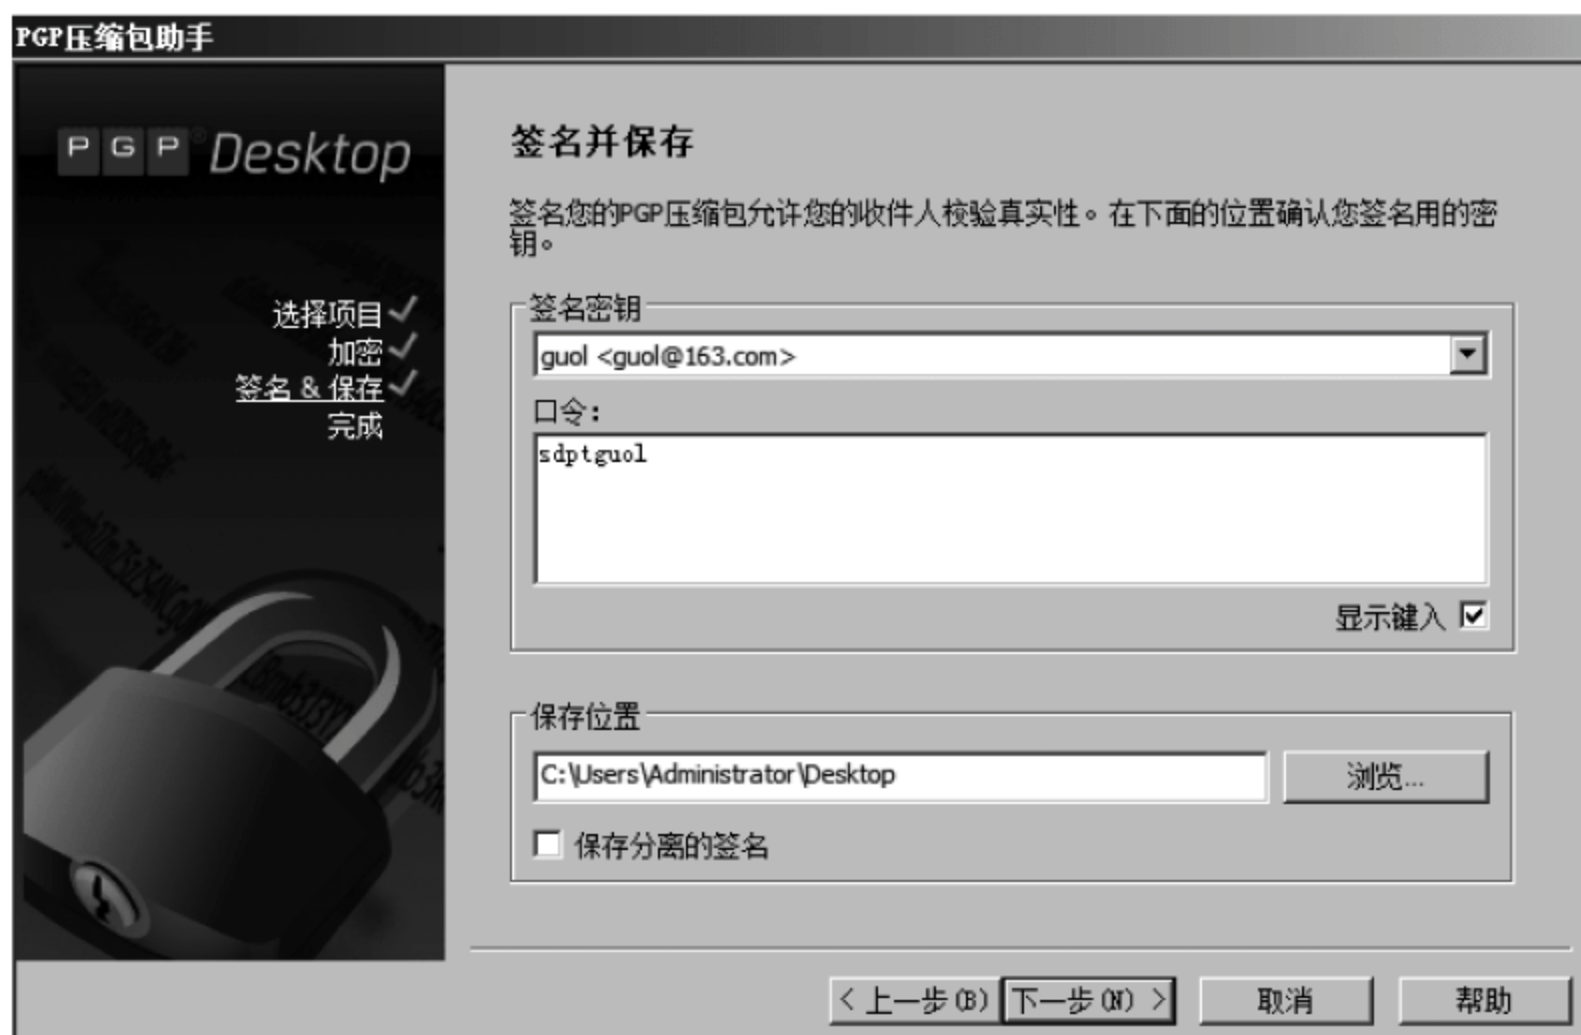 PGP压缩包助手
PGP® Desktop
选择项目
加密
签名 & 保存
完成
签名并保存
签名您的PGP压缩包允许您的收件人校验真实性。在下面的位置确认您签名用的密
钥。
签名密钥
guol <guol@163.com>
口令:
sdptguol
显示键入
保存位置
C:\Users\Administrator\Desktop
浏览...
保存分离的签名
< 上一步(B)
下一步(N) >
取消
帮助